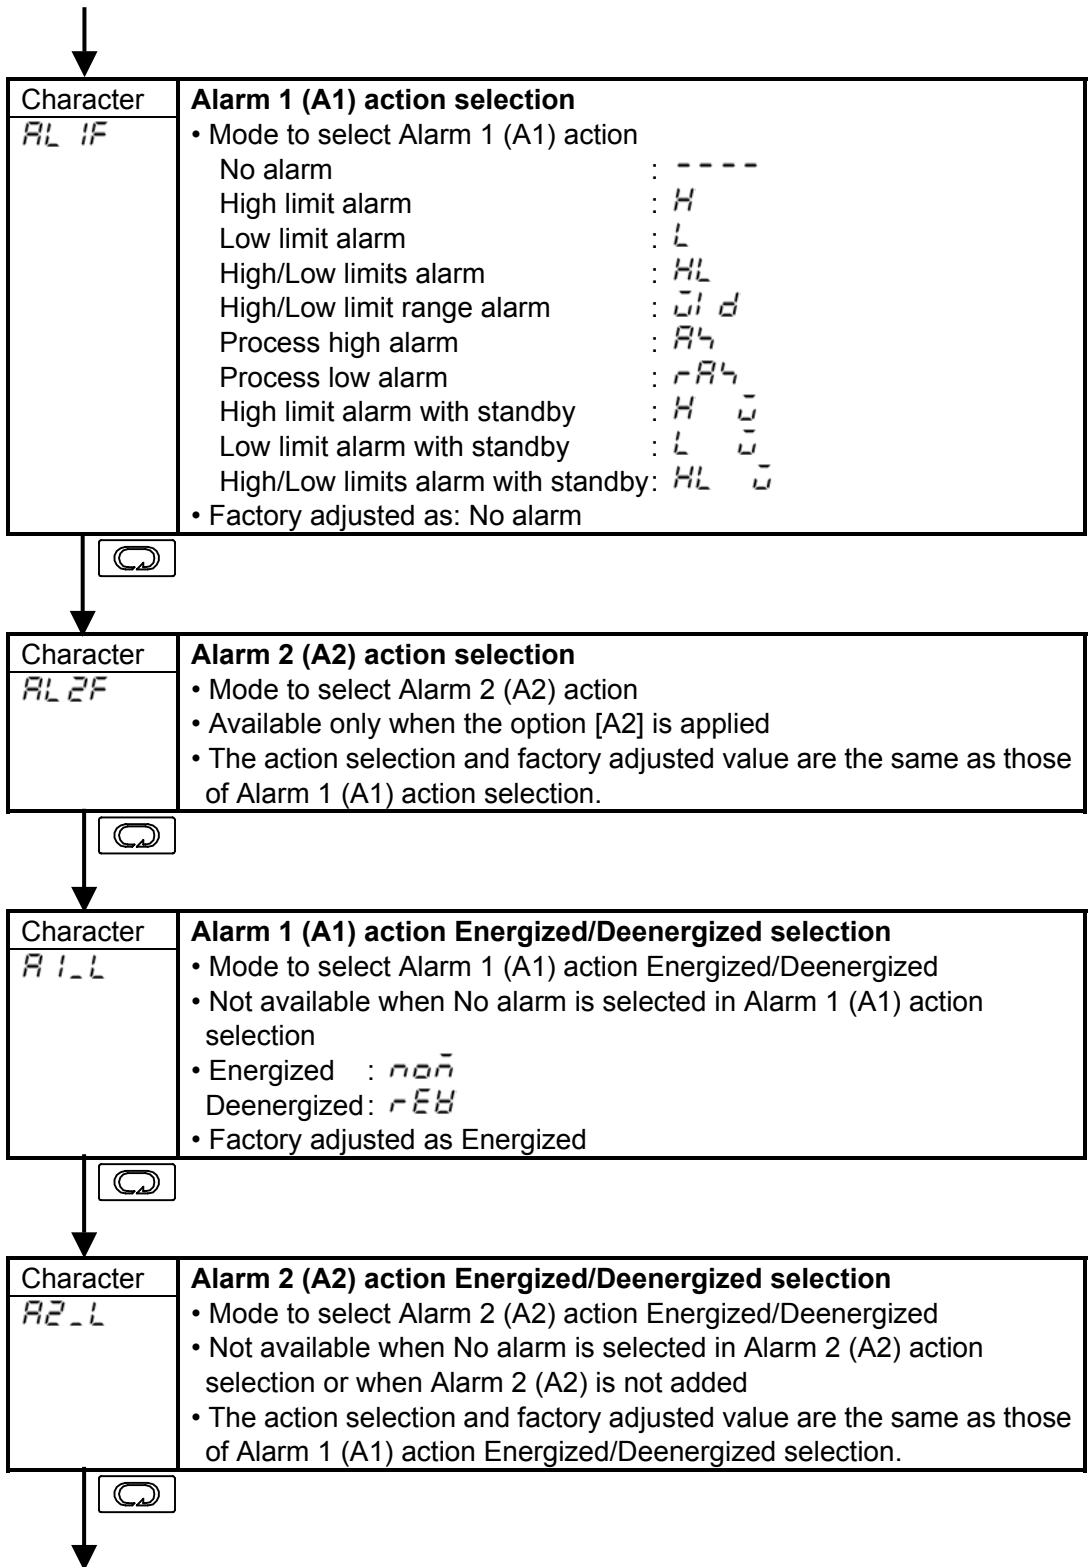 Character Alarm 1 (A1) action selection
AL 1F • Mode to select Alarm 1 (A1) action
No alarm : ----
High limit alarm : H
Low limit alarm : L
High/Low limits alarm : HL
High/Low limit range alarm : wid
Process high alarm : AS
Process low alarm : rAS
High limit alarm with standby : H w
Low limit alarm with standby : L w
High/Low limits alarm with standby: HL w
• Factory adjusted as: No alarm
Character Alarm 2 (A2) action selection
AL2F • Mode to select Alarm 2 (A2) action
• Available only when the option [A2] is applied
• The action selection and factory adjusted value are the same as those
of Alarm 1 (A1) action selection.
Character Alarm 1 (A1) action Energized/Deenergized selection
A1_L • Mode to select Alarm 1 (A1) action Energized/Deenergized
• Not available when No alarm is selected in Alarm 1 (A1) action
selection
• Energized : nom
Deenergized: rEV
• Factory adjusted as Energized
Character Alarm 2 (A2) action Energized/Deenergized selection
A2_L • Mode to select Alarm 2 (A2) action Energized/Deenergized
• Not available when No alarm is selected in Alarm 2 (A2) action
selection or when Alarm 2 (A2) is not added
• The action selection and factory adjusted value are the same as those
of Alarm 1 (A1) action Energized/Deenergized selection.